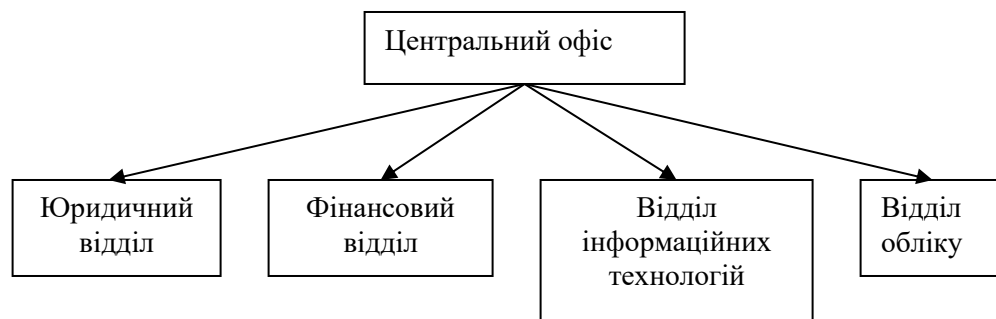 Центральний офіс
Юридичний
відділ
Фінансовий
відділ
Відділ
інформаційних
технологій
Відділ
обліку